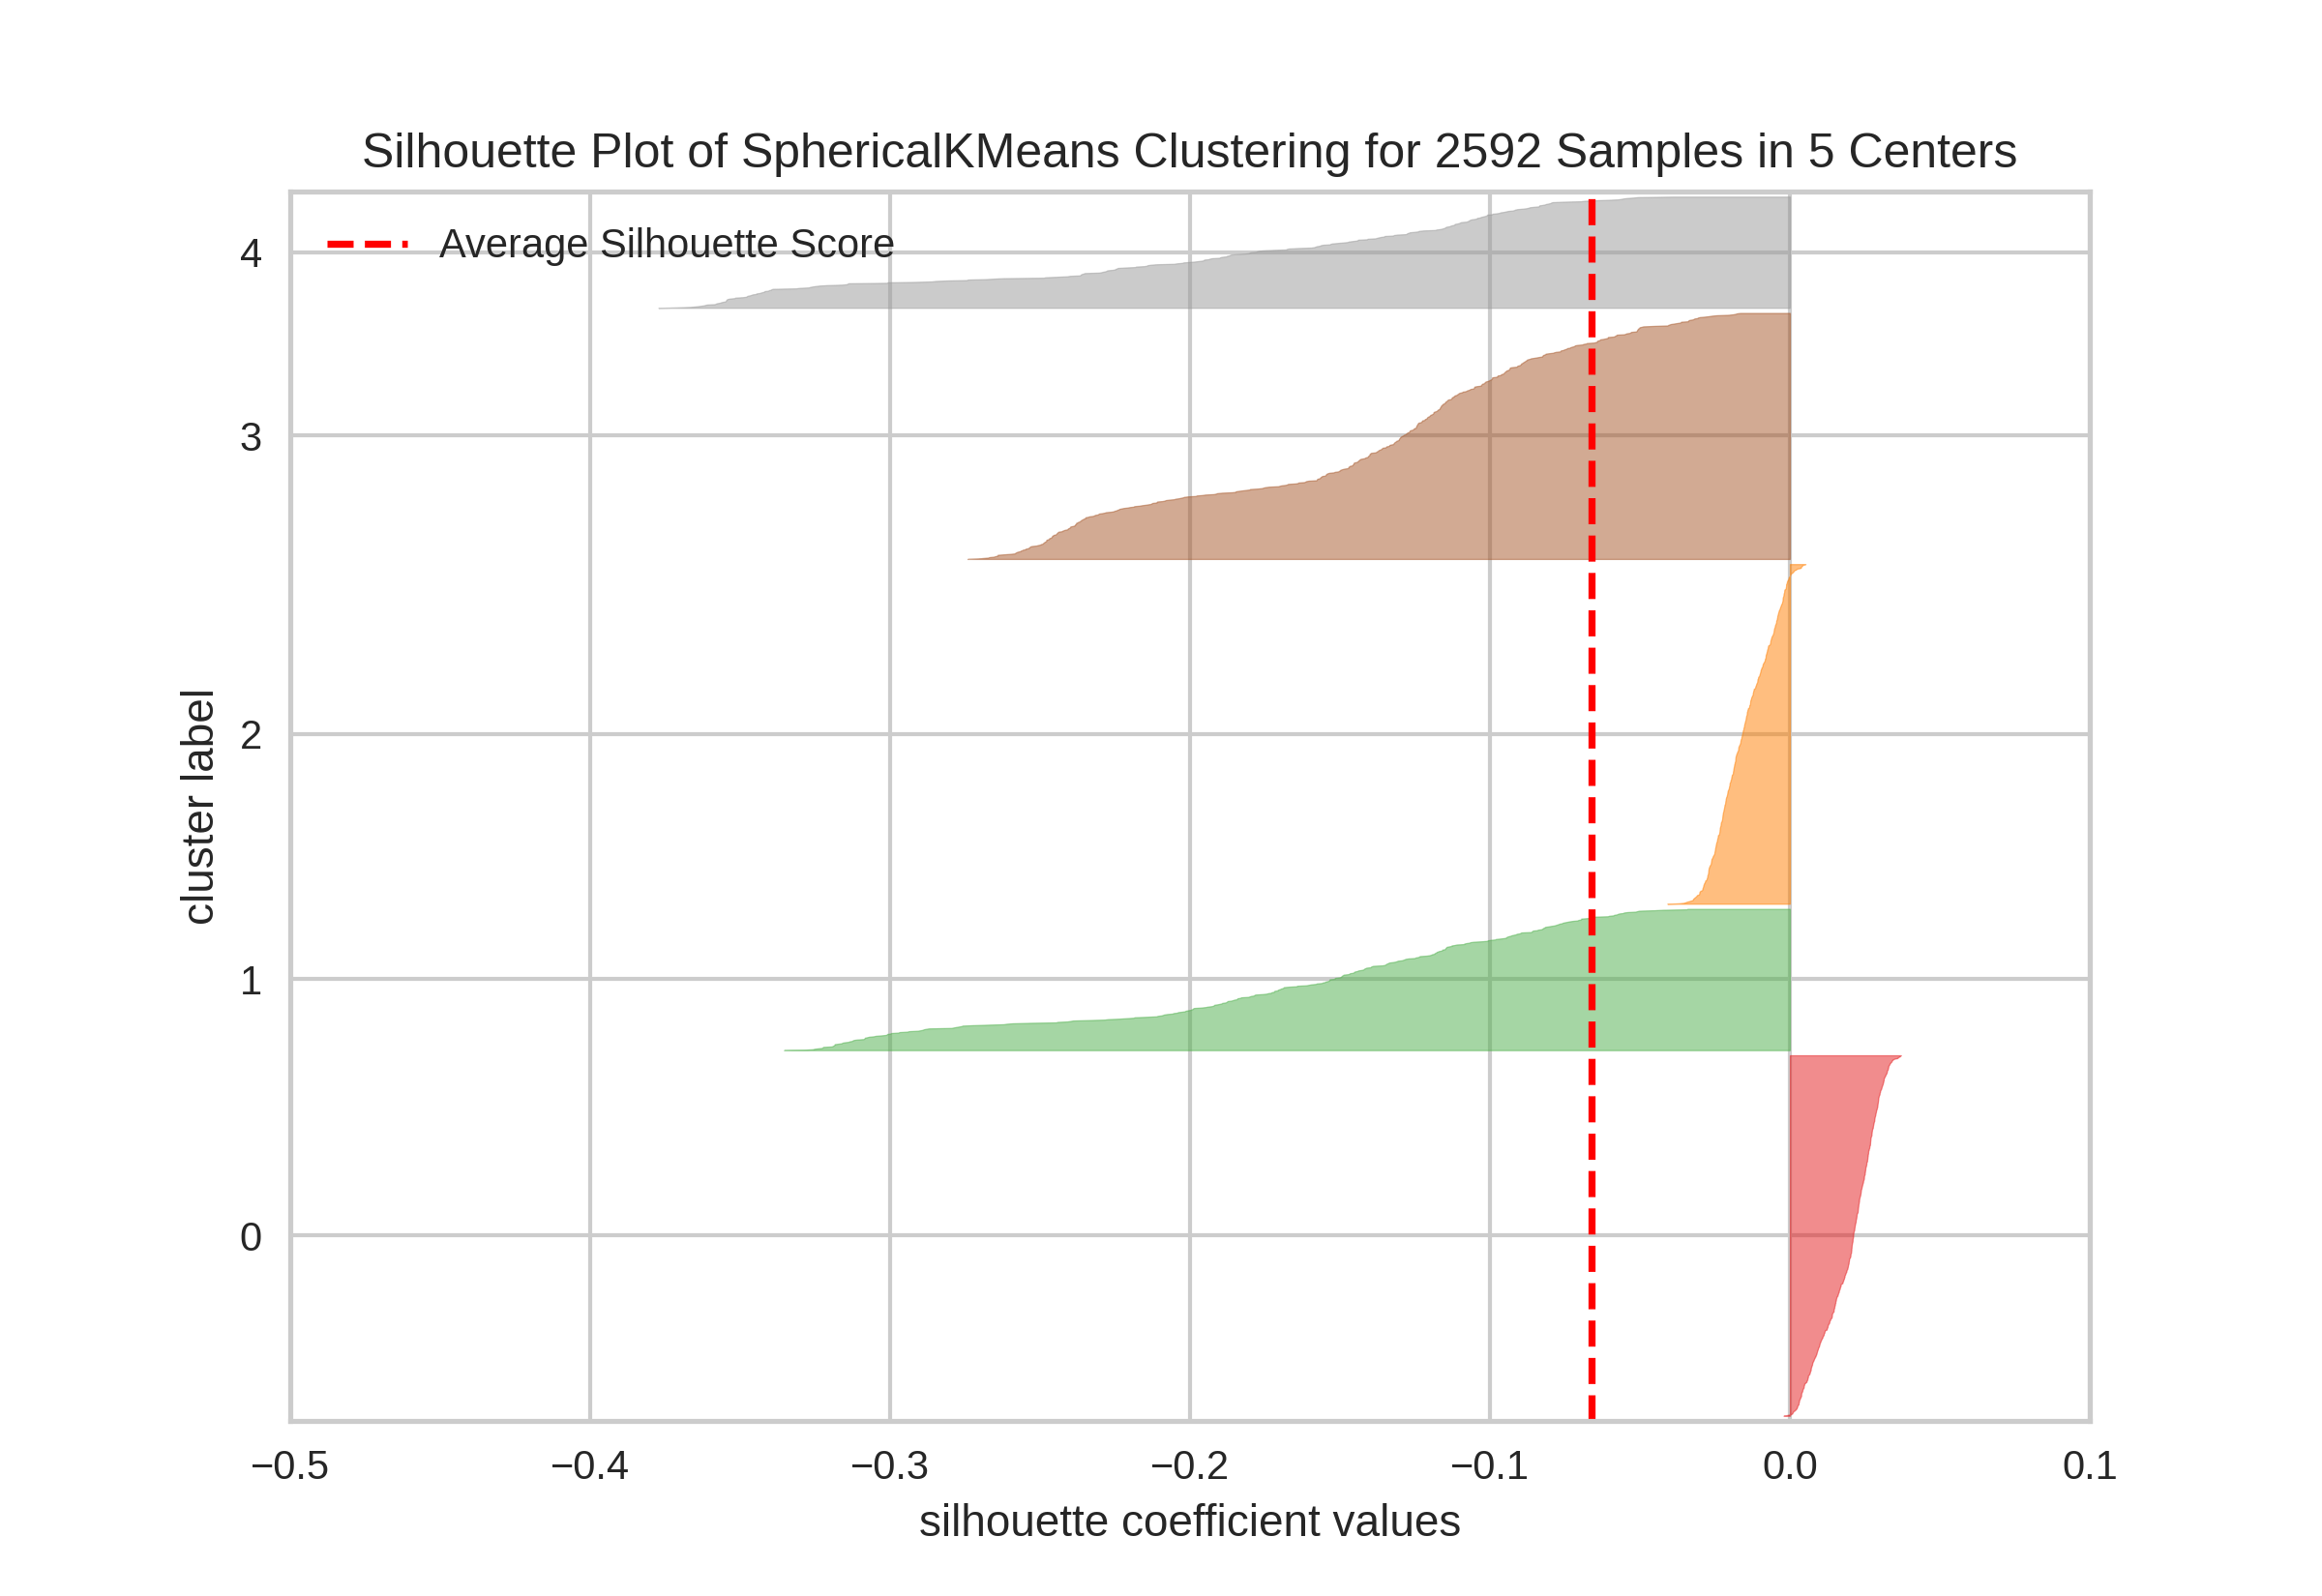 Silhouette Plot of SphericalKMeans Clustering for 2592 Samples in 5 Centers
Average Silhouette Score
4
3
2
1
0
cluster label
−0.5 −0.4 −0.3 −0.2 −0.1 0.0 0.1
silhouette coefficient values